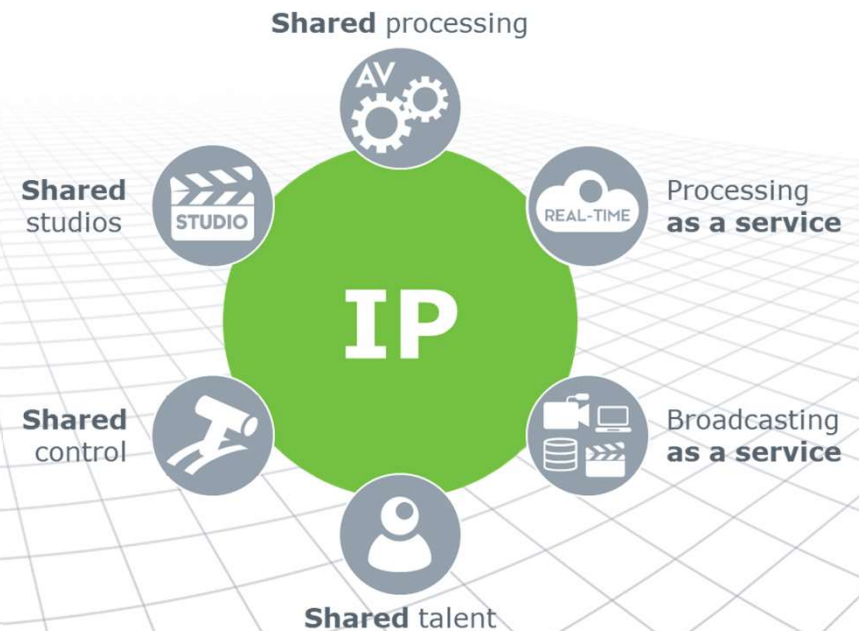 Shared processing
AV
Shared
studios
STUDIO
REAL-TIME
Processing
as a service
IP
Shared
control
Broadcasting
as a service
Shared talent